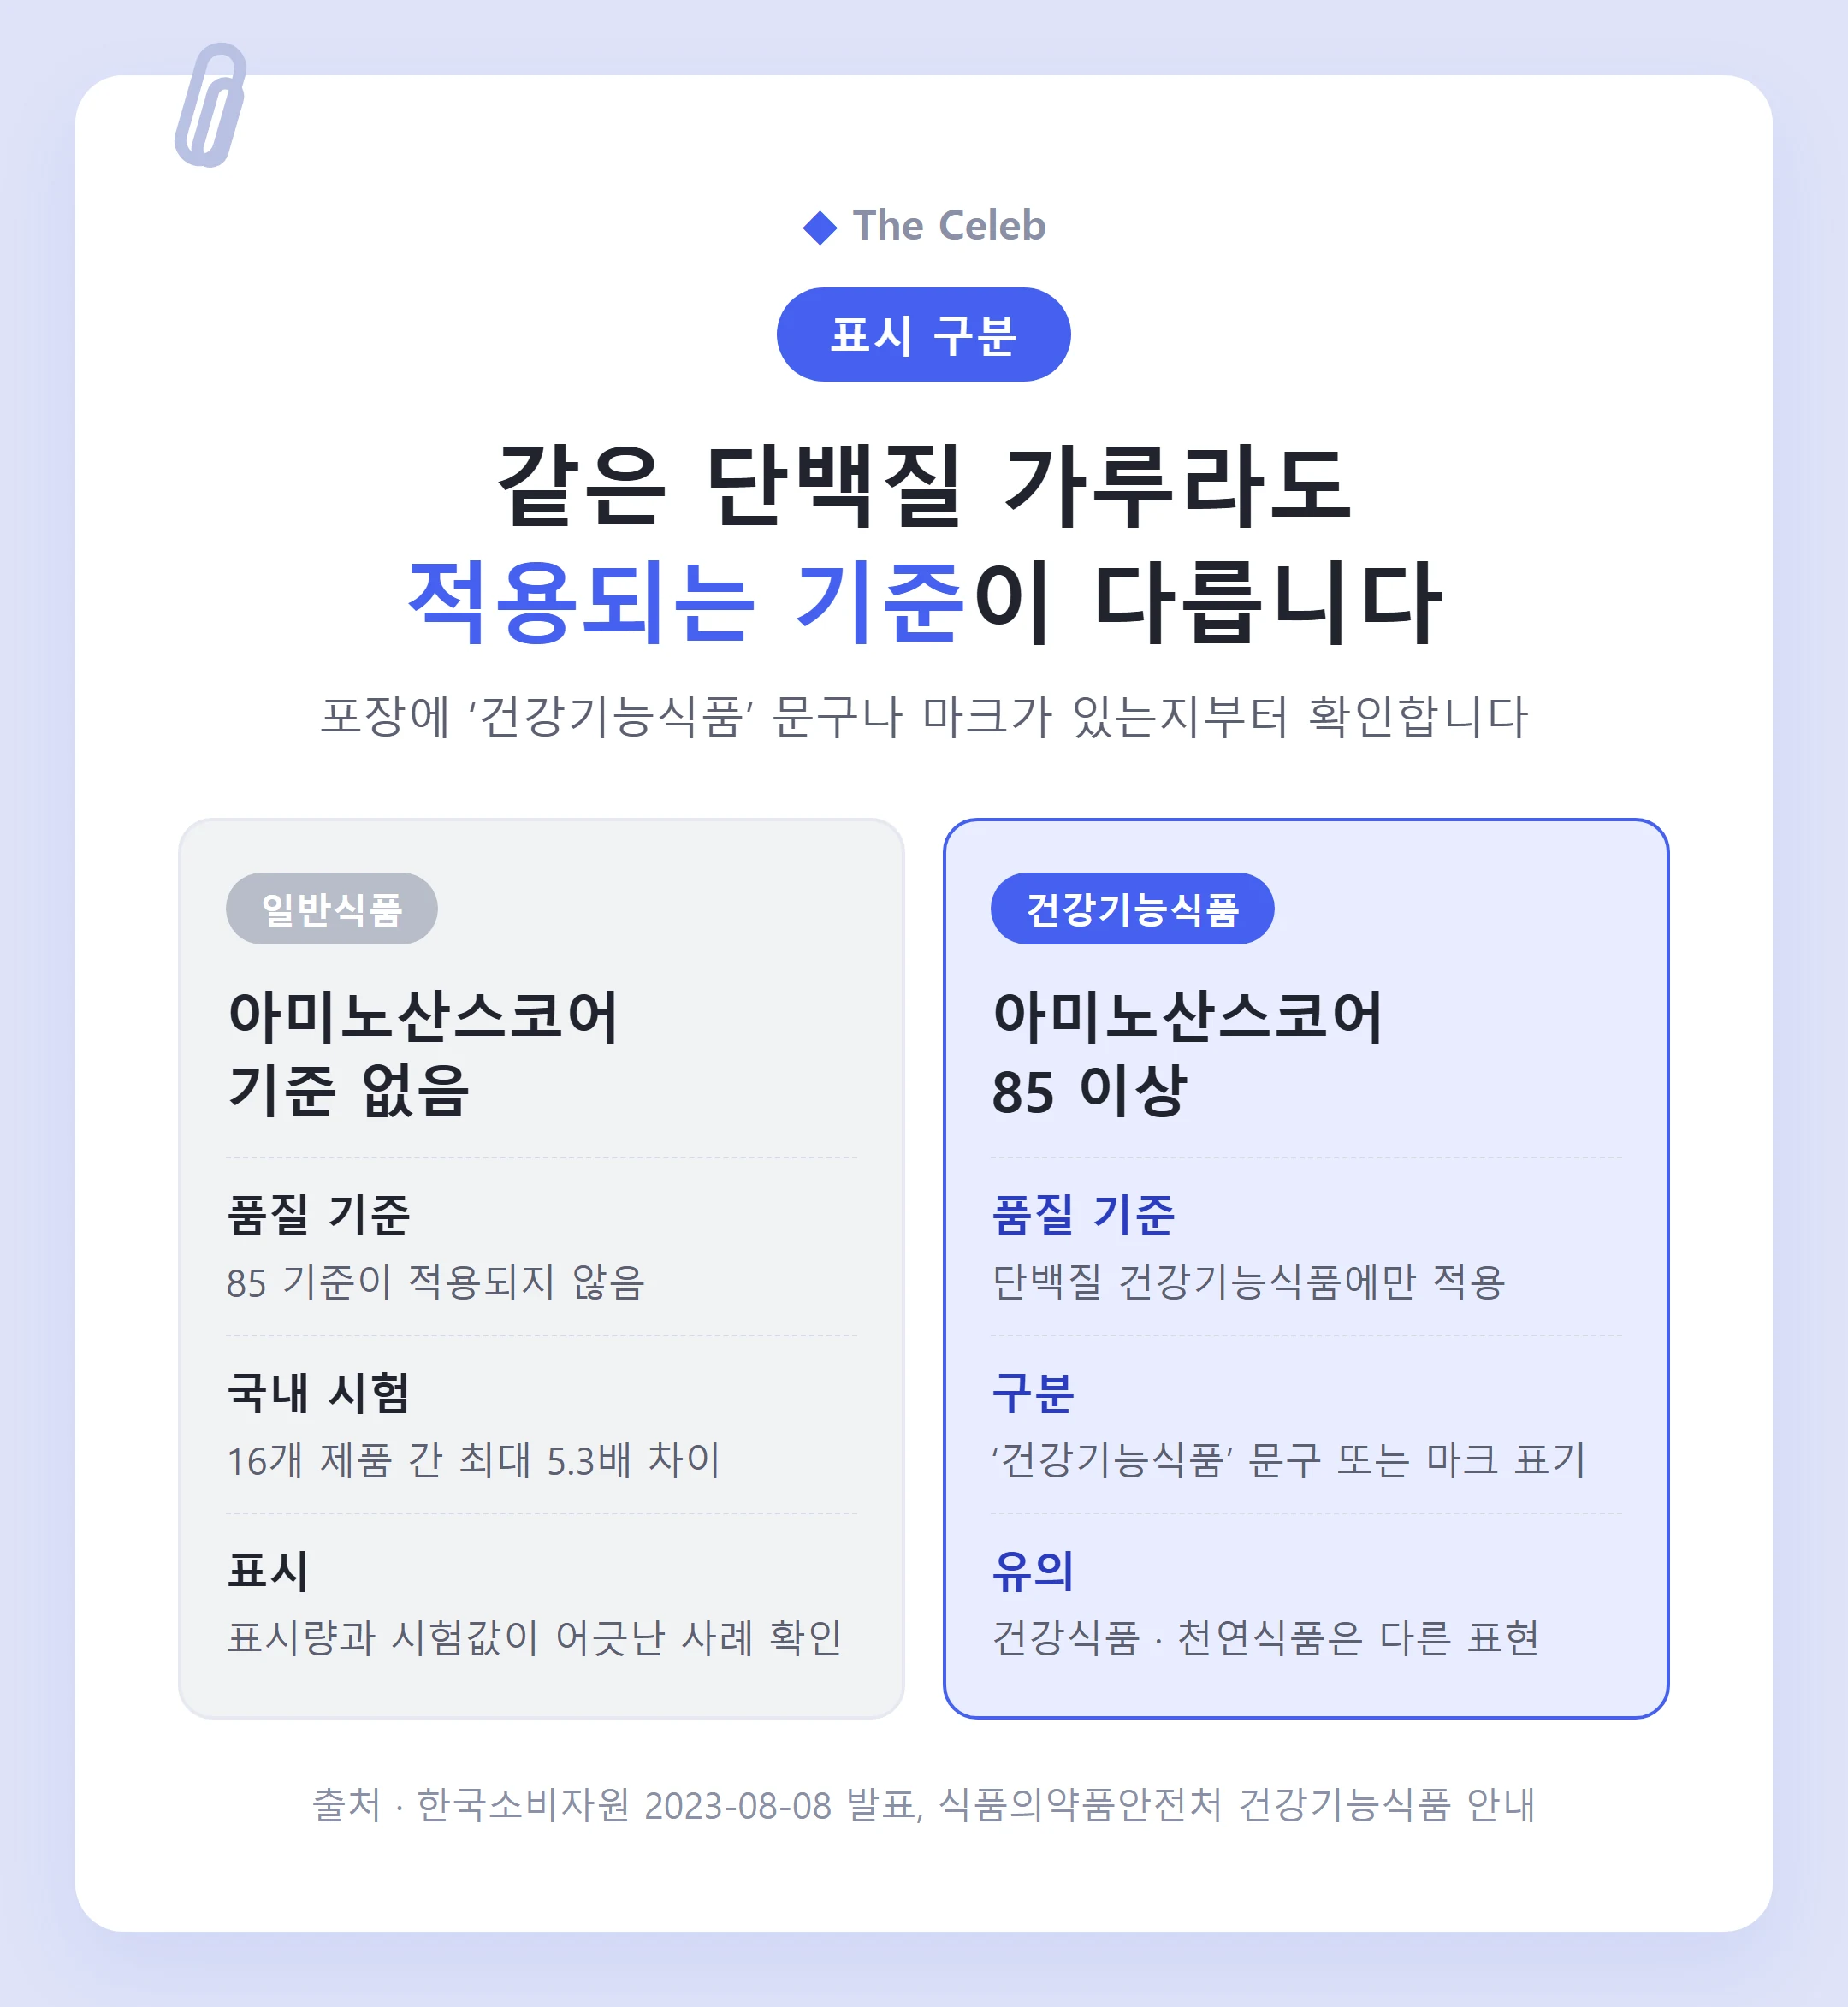 The Celeb
표시 구분
같은 단백질 가루라도
적용되는 기준이 다릅니다
포장에 ‘건강기능식품’ 문구나 마크가 있는지부터 확인합니다
일반식품
아미노산스코어
기준 없음
품질 기준
85 기준이 적용되지 않음
국내 시험
16개 제품 간 최대 5.3배 차이
표시
표시량과 시험값이 어긋난 사례 확인
건강기능식품
아미노산스코어
85 이상
품질 기준
단백질 건강기능식품에만 적용
구분
‘건강기능식품’ 문구 또는 마크 표기
유의
건강식품 · 천연식품은 다른 표현
출처 · 한국소비자원 2023-08-08 발표, 식품의약품안전처 건강기능식품 안내